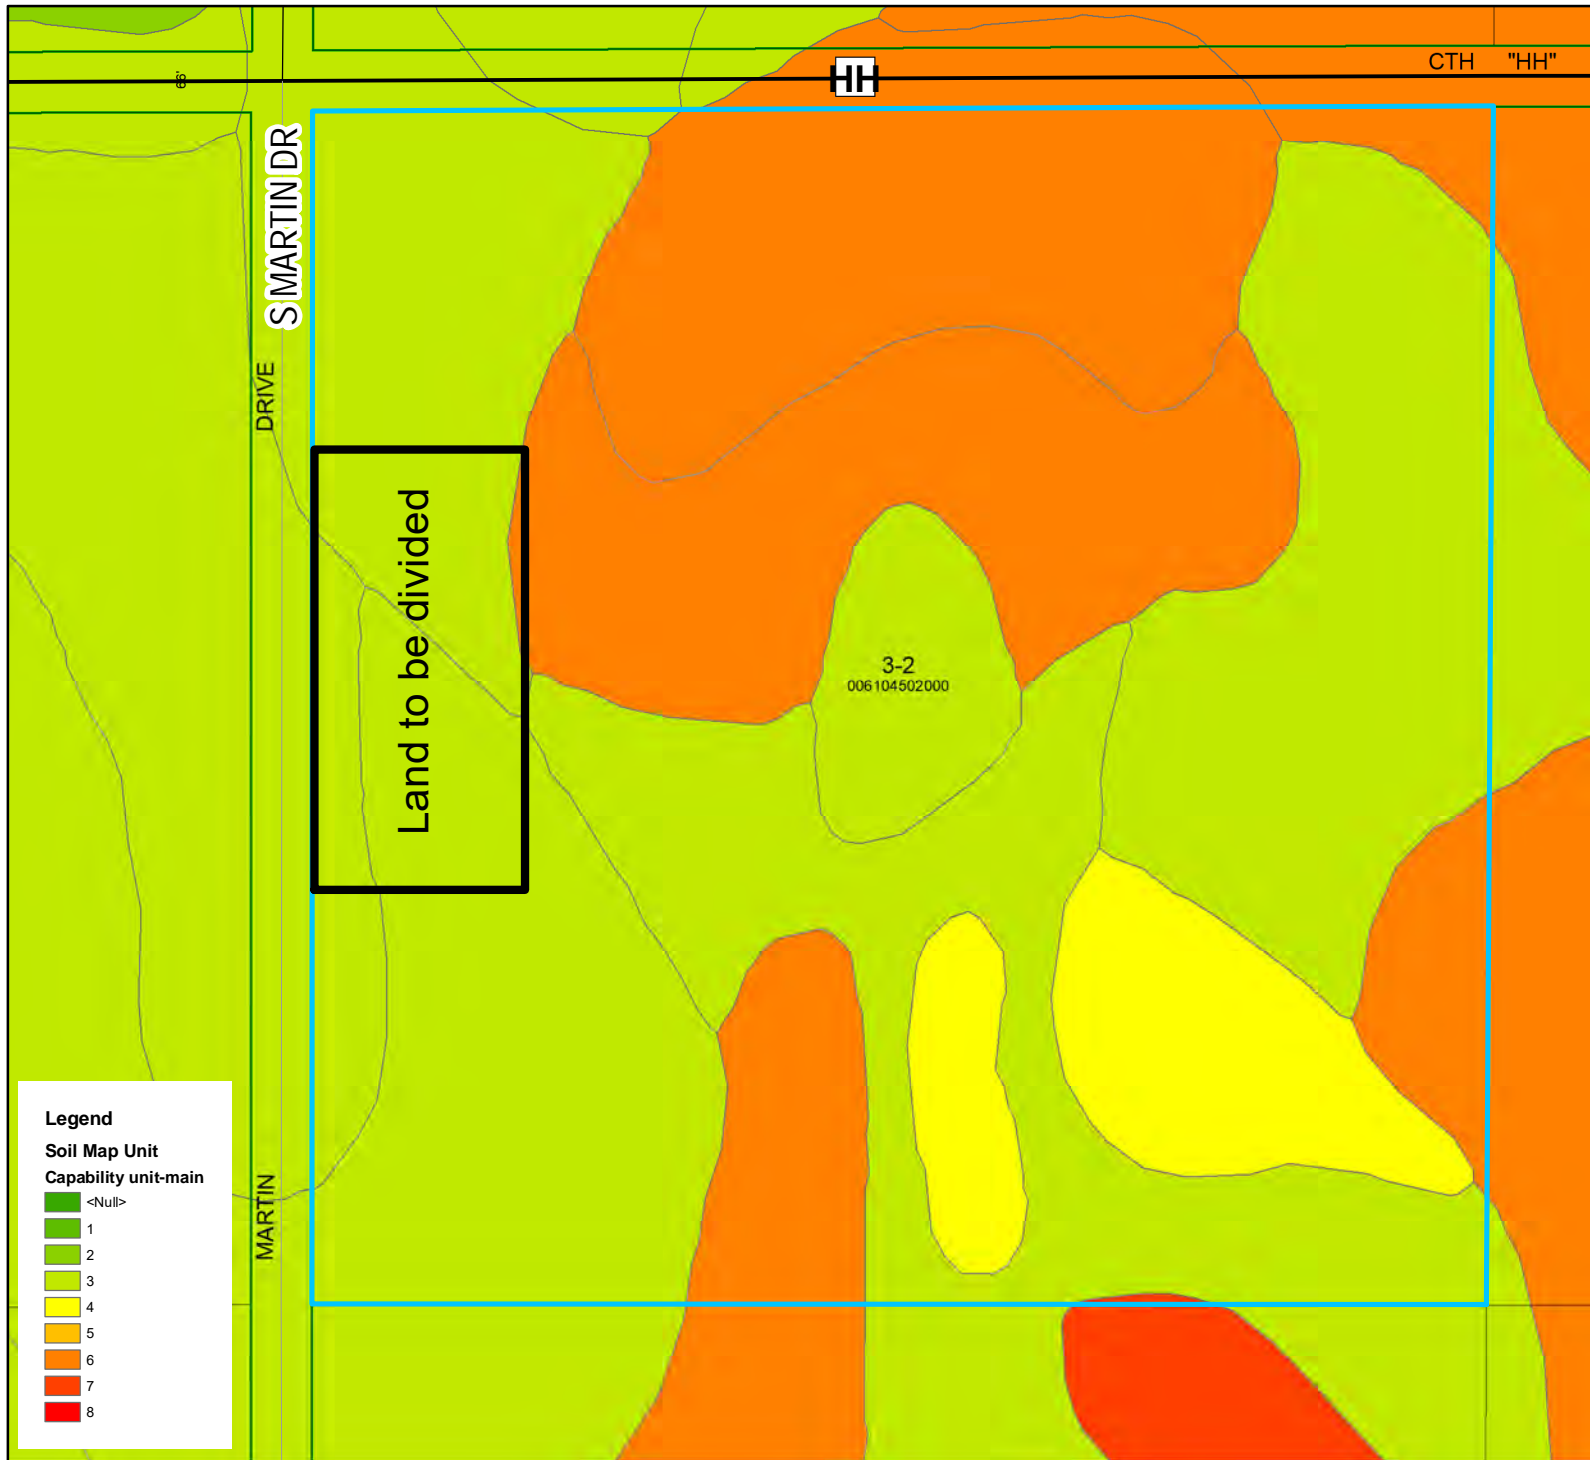 CTH "HH"
HH
66'
S MARTIN DR
DRIVE
Land to be divided
3-2
006104502000
MARTIN
Legend
Soil Map Unit
Capability unit-main
<Null>
1
2
3
4
5
6
7
8